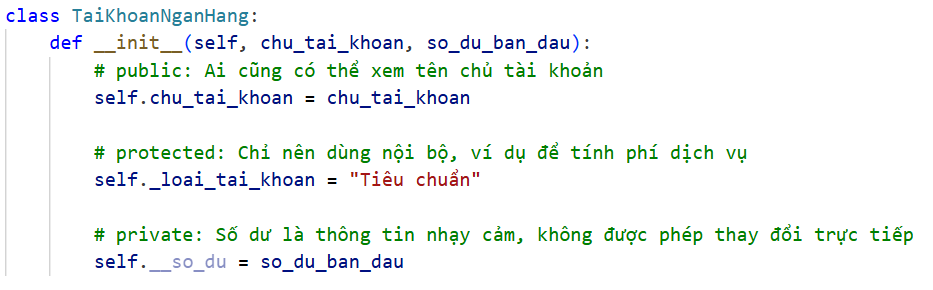 class TaiKhoanNganHang:
def __init__(self, chu_tai_khoan, so_du_ban_dau):
# public: Ai cũng có thể xem tên chủ tài khoản
self.chu_tai_khoan = chu_tai_khoan
# protected: Chỉ nên dùng nội bộ, ví dụ để tính phí dịch vụ
self._loai_tai_khoan = "Tiêu chuẩn"
# private: Số dư là thông tin nhạy cảm, không được phép thay đổi trực tiếp
self.__so_du = so_du_ban_dau